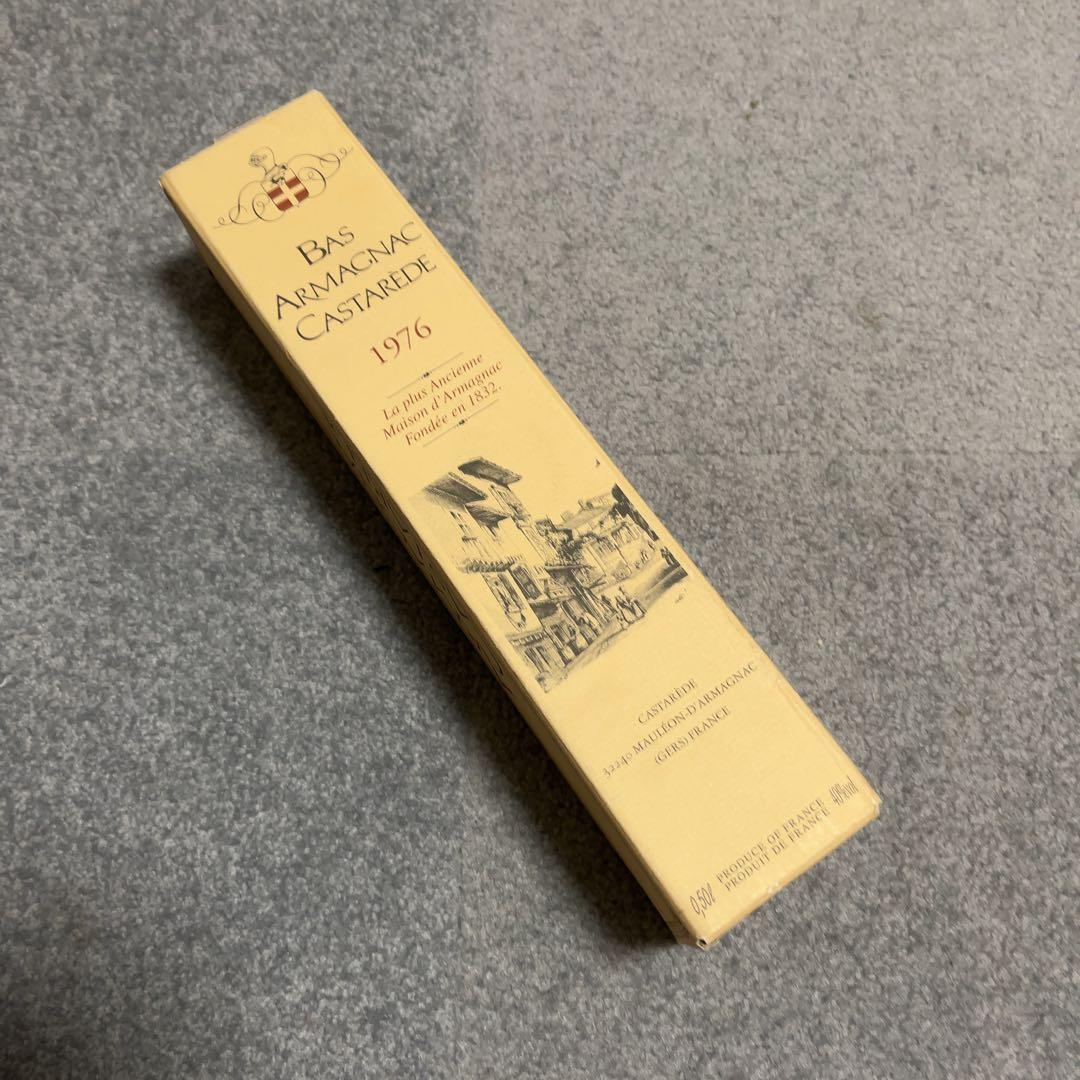 BAS
ARMAGNAC
CASTARÈDE
1976
La plus Ancienne
Maison d'Armagnac
Fondée en 1832.
CASTARÈDE
32240 MAULÉON-D'ARMAGNAC
(GERS) FRANCE
0,50ℓ PRODUCE OF FRANCE 40%vol
PRODUIT DE FRANCE